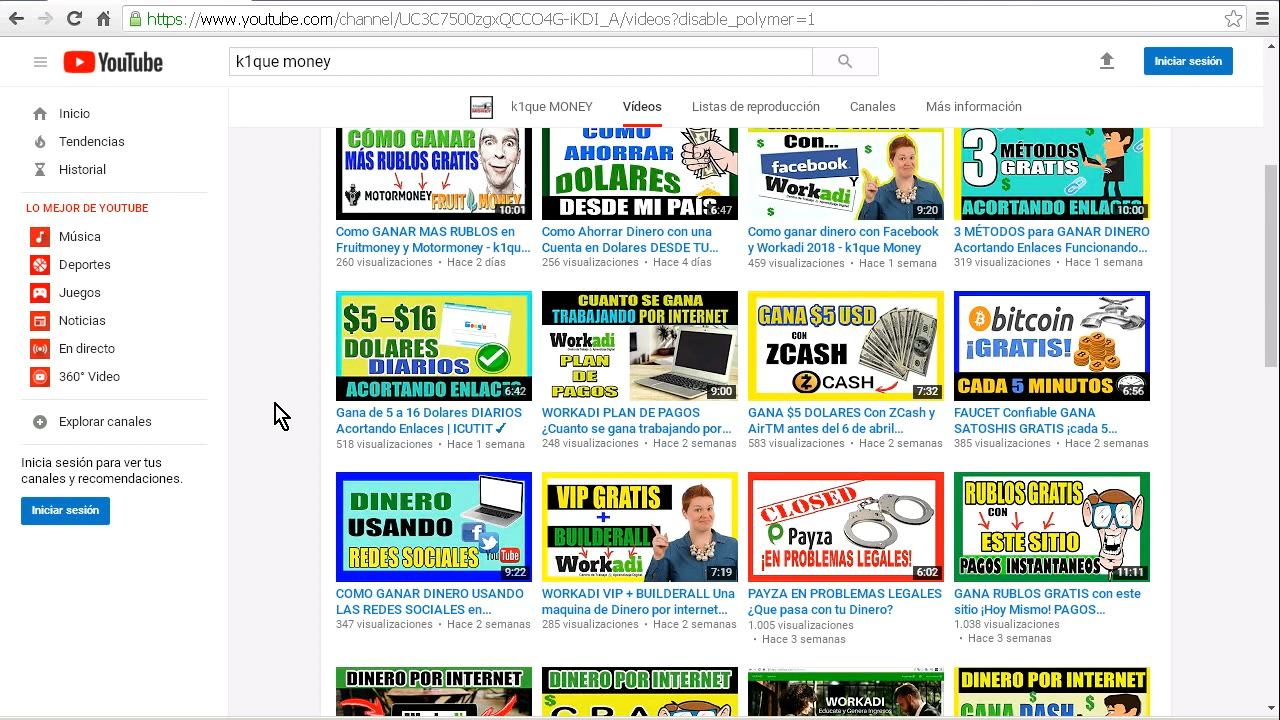 https://www.youtube.com/channel/UC3C7500zgxQCCO4G-iKDI_A/videos?disable_polymer=1
YouTube
k1que money
Iniciar sesión
k1que MONEY
Vídeos
Listas de reproducción
Canales
Más información
Inicio
Tendencias
Historial
LO MEJOR DE YOUTUBE
Música
Deportes
Juegos
Noticias
En directo
360° Video
Explorar canales
Inicia sesión para ver tus
canales y recomendaciones.
Iniciar sesión
CÓMO GANAR
MÁS RUBLOS GRATIS
MOTORMONEY
FRUIT MONEY
10:01
Como GANAR MAS RUBLOS en
Fruitmoney y Motormoney - k1qu...
260 visualizaciones • Hace 2 días
COMO
AHORRAR
DOLARES
DESDE MI PAÍS
6:47
Como Ahorrar Dinero con una
Cuenta en Dolares DESDE TU...
256 visualizaciones • Hace 4 días
GANAR DINERO
Con...
facebook
Y
Workadi
9:20
Como ganar dinero con Facebook
y Workadi 2018 - k1que Money
459 visualizaciones • Hace 1 semana
3 MÉTODOS
GRATIS
ACORTANDO ENLACES
10:00
3 MÉTODOS para GANAR DINERO
Acortando Enlaces Funcionando...
319 visualizaciones • Hace 1 semana
$5-$16
DOLARES
DIARIOS
ACORTANDO ENLACES
6:42
Gana de 5 a 16 Dolares DIARIOS
Acortando Enlaces | ICUTIT ✓
518 visualizaciones • Hace 1 semana
CUANTO SE GANA
TRABAJANDO POR INTERNET
Workadi
PLAN
DE
PAGOS
9:00
WORKADI PLAN DE PAGOS
¿Cuanto se gana trabajando por...
248 visualizaciones • Hace 2 semanas
GANA $5 USD
CON
ZCASH
ZCASH
7:32
GANA $5 DOLARES Con ZCash y
AirTM antes del 6 de abril...
583 visualizaciones • Hace 2 semanas
bitcoin
¡GRATIS!
CADA 5 MINUTOS
6:56
FAUCET Confiable GANA
SATOSHIS GRATIS ¡cada 5...
385 visualizaciones • Hace 2 semanas
DINERO
USANDO
REDES SOCIALES
YouTube
9:22
COMO GANAR DINERO USANDO
LAS REDES SOCIALES en...
347 visualizaciones • Hace 2 semanas
VIP GRATIS
+
BUILDERALL
Workadi
7:19
WORKADI VIP + BUILDERALL Una
maquina de Dinero por internet...
285 visualizaciones • Hace 2 semanas
CLOSED
Payza
¡EN PROBLEMAS LEGALES!
6:02
PAYZA EN PROBLEMAS LEGALES
¿Que pasa con tu Dinero?
1.005 visualizaciones
• Hace 3 semanas
RUBLOS GRATIS
CON
ESTE SITIO
PAGOS INSTANTANEOS
11:11
GANA RUBLOS GRATIS con este
sitio ¡Hoy Mismo! PAGOS...
1.038 visualizaciones
• Hace 3 semanas
DINERO POR INTERNET
Workadi
DINERO POR INTERNET
WORKADI
Edúcate y Genera Ingresos
DINERO POR INTERNET
GANA DASH